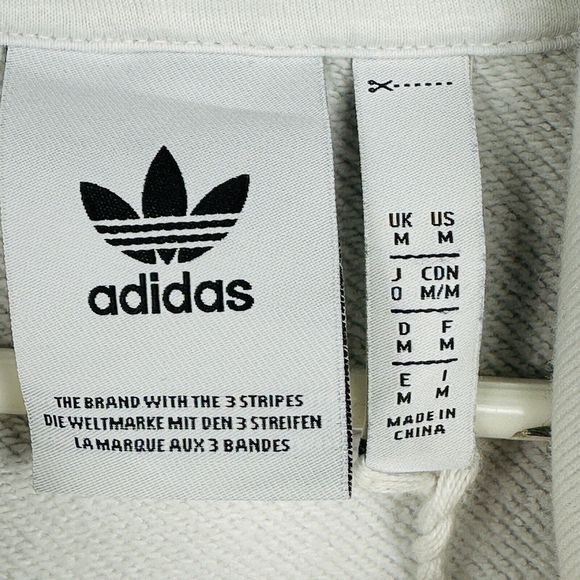 adidas
THE BRAND WITH THE 3 STRIPES
DIE WELTMARKE MIT DEN 3 STREIFEN
LA MARQUE AUX 3 BANDES
UK US
M M
J CDN
O M/M
D F
M M
E I
M M
MADE IN
CHINA